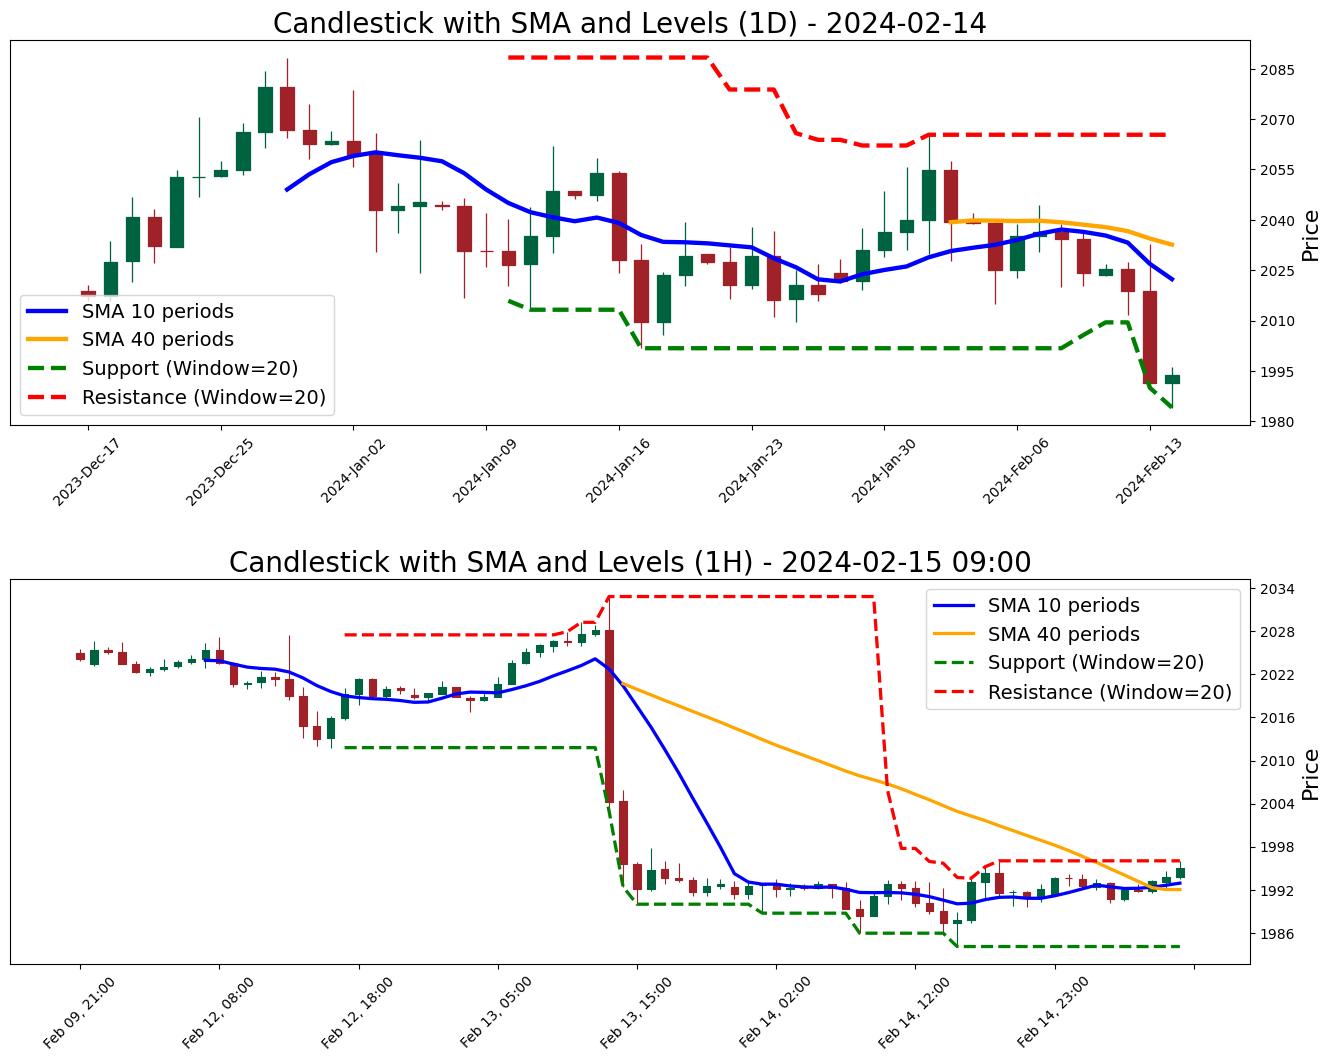 Candlestick with SMA and Levels (1D) - 2024-02-14
2085
2070
2055
2040
2025
2010
1995
1980
Price
SMA 10 periods
SMA 40 periods
Support (Window=20)
Resistance (Window=20)
2023-Dec-17
2023-Dec-25
2024-Jan-02
2024-Jan-09
2024-Jan-16
2024-Jan-23
2024-Jan-30
2024-Feb-06
2024-Feb-13
Candlestick with SMA and Levels (1H) - 2024-02-15 09:00
SMA 10 periods
SMA 40 periods
Support (Window=20)
Resistance (Window=20)
2034
2028
2022
2016
2010
2004
1998
1992
1986
Price
Feb 09, 21:00
Feb 12, 08:00
Feb 12, 18:00
Feb 13, 05:00
Feb 13, 15:00
Feb 14, 02:00
Feb 14, 12:00
Feb 14, 23:00